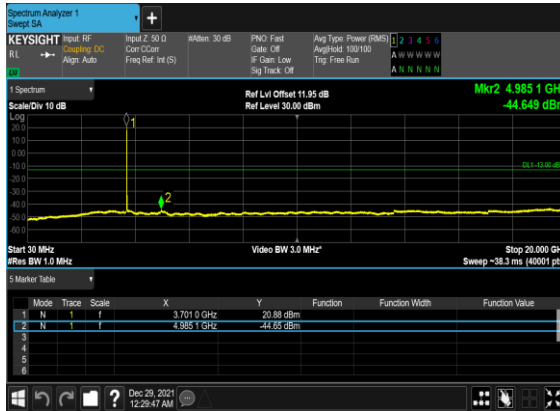 Spectrum Analyzer 1
Swept SA
+
KEYSIGHT
RL
Input: RF
Coupling: DC
Align: Auto
Input Z: 50 Ω
Corr CCorr
Freq Ref: Int (S)
#Atten: 30 dB
PNO: Fast
Gate: Off
IF Gain: Low
Sig Track: Off
Avg Type: Power (RMS)
Avg|Hold: 100/100
Trig: Free Run
1 2 3 4 5 6
A W W W W W
A N N N N N
1 Spectrum
Scale/Div 10 dB
Ref Lvl Offset 11.95 dB
Ref Level 30.00 dBm
Mkr2 4.985 1 GH
-44.649 dBr
Log
20.0
10.0
0.00
-10.0
-20.0
-30.0
-40.0
-50.0
-60.0
1
2
DL1 -13.00 dB
Start 30 MHz
#Res BW 1.0 MHz
Video BW 3.0 MHz*
Stop 20.000 GH
Sweep ~38.3 ms (40001 pts
5 Marker Table
Mode Trace Scale X Y Function Function Width Function Value
1 N 1 f 3.701 0 GHz 20.88 dBm
2 N 1 f 4.985 1 GHz -44.65 dBm
3
4
5
6
?
Dec 29, 2021
12:29:47 AM